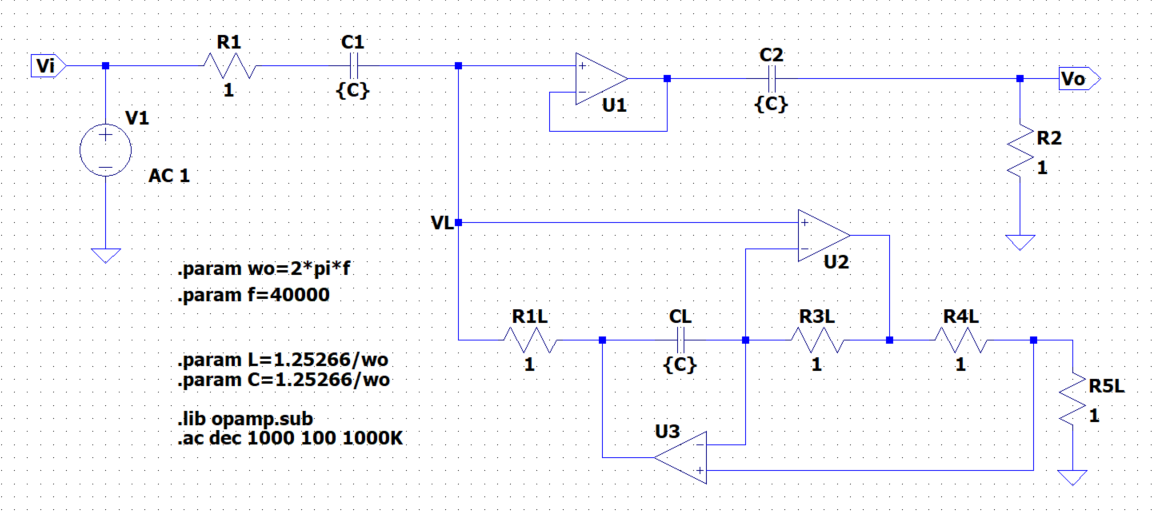 R1
C1
C2
Vi
+
Vo
1
{C}
−
U1
{C}
V1
+
R2
1
−
AC 1
VL
+
−
U2
.param wo=2*pi*f
.param f=40000
R1L
CL
R3L
R4L
.param L=1.25266/wo
1
{C}
1
1
.param C=1.25266/wo
R5L
1
.lib opamp.sub
U3
−
.ac dec 1000 100 1000K
+